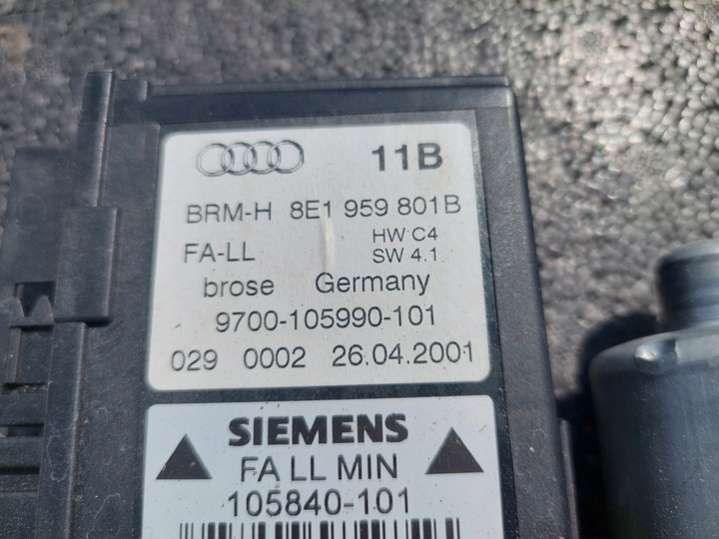 11B
BRM-H 8E1 959 801B
FA-LL HW C4
SW 4.1
brose Germany
9700-105990-101
029 0002 26.04.2001
SIEMENS
FA LL MIN
105840-101